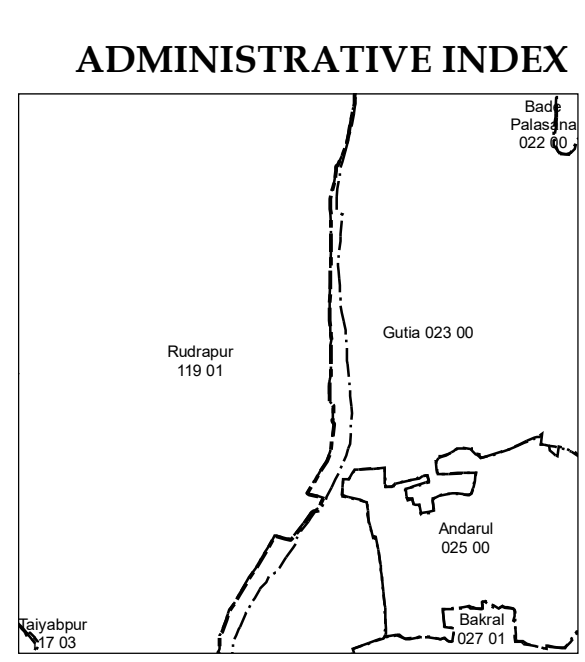 ADMINISTRATIVE INDEX
Bade
Palasana
022 00
Gutia 023 00
Rudrapur
119 01
Andarul
025 00
Taiyabpur
17 03
Bakral
027 01